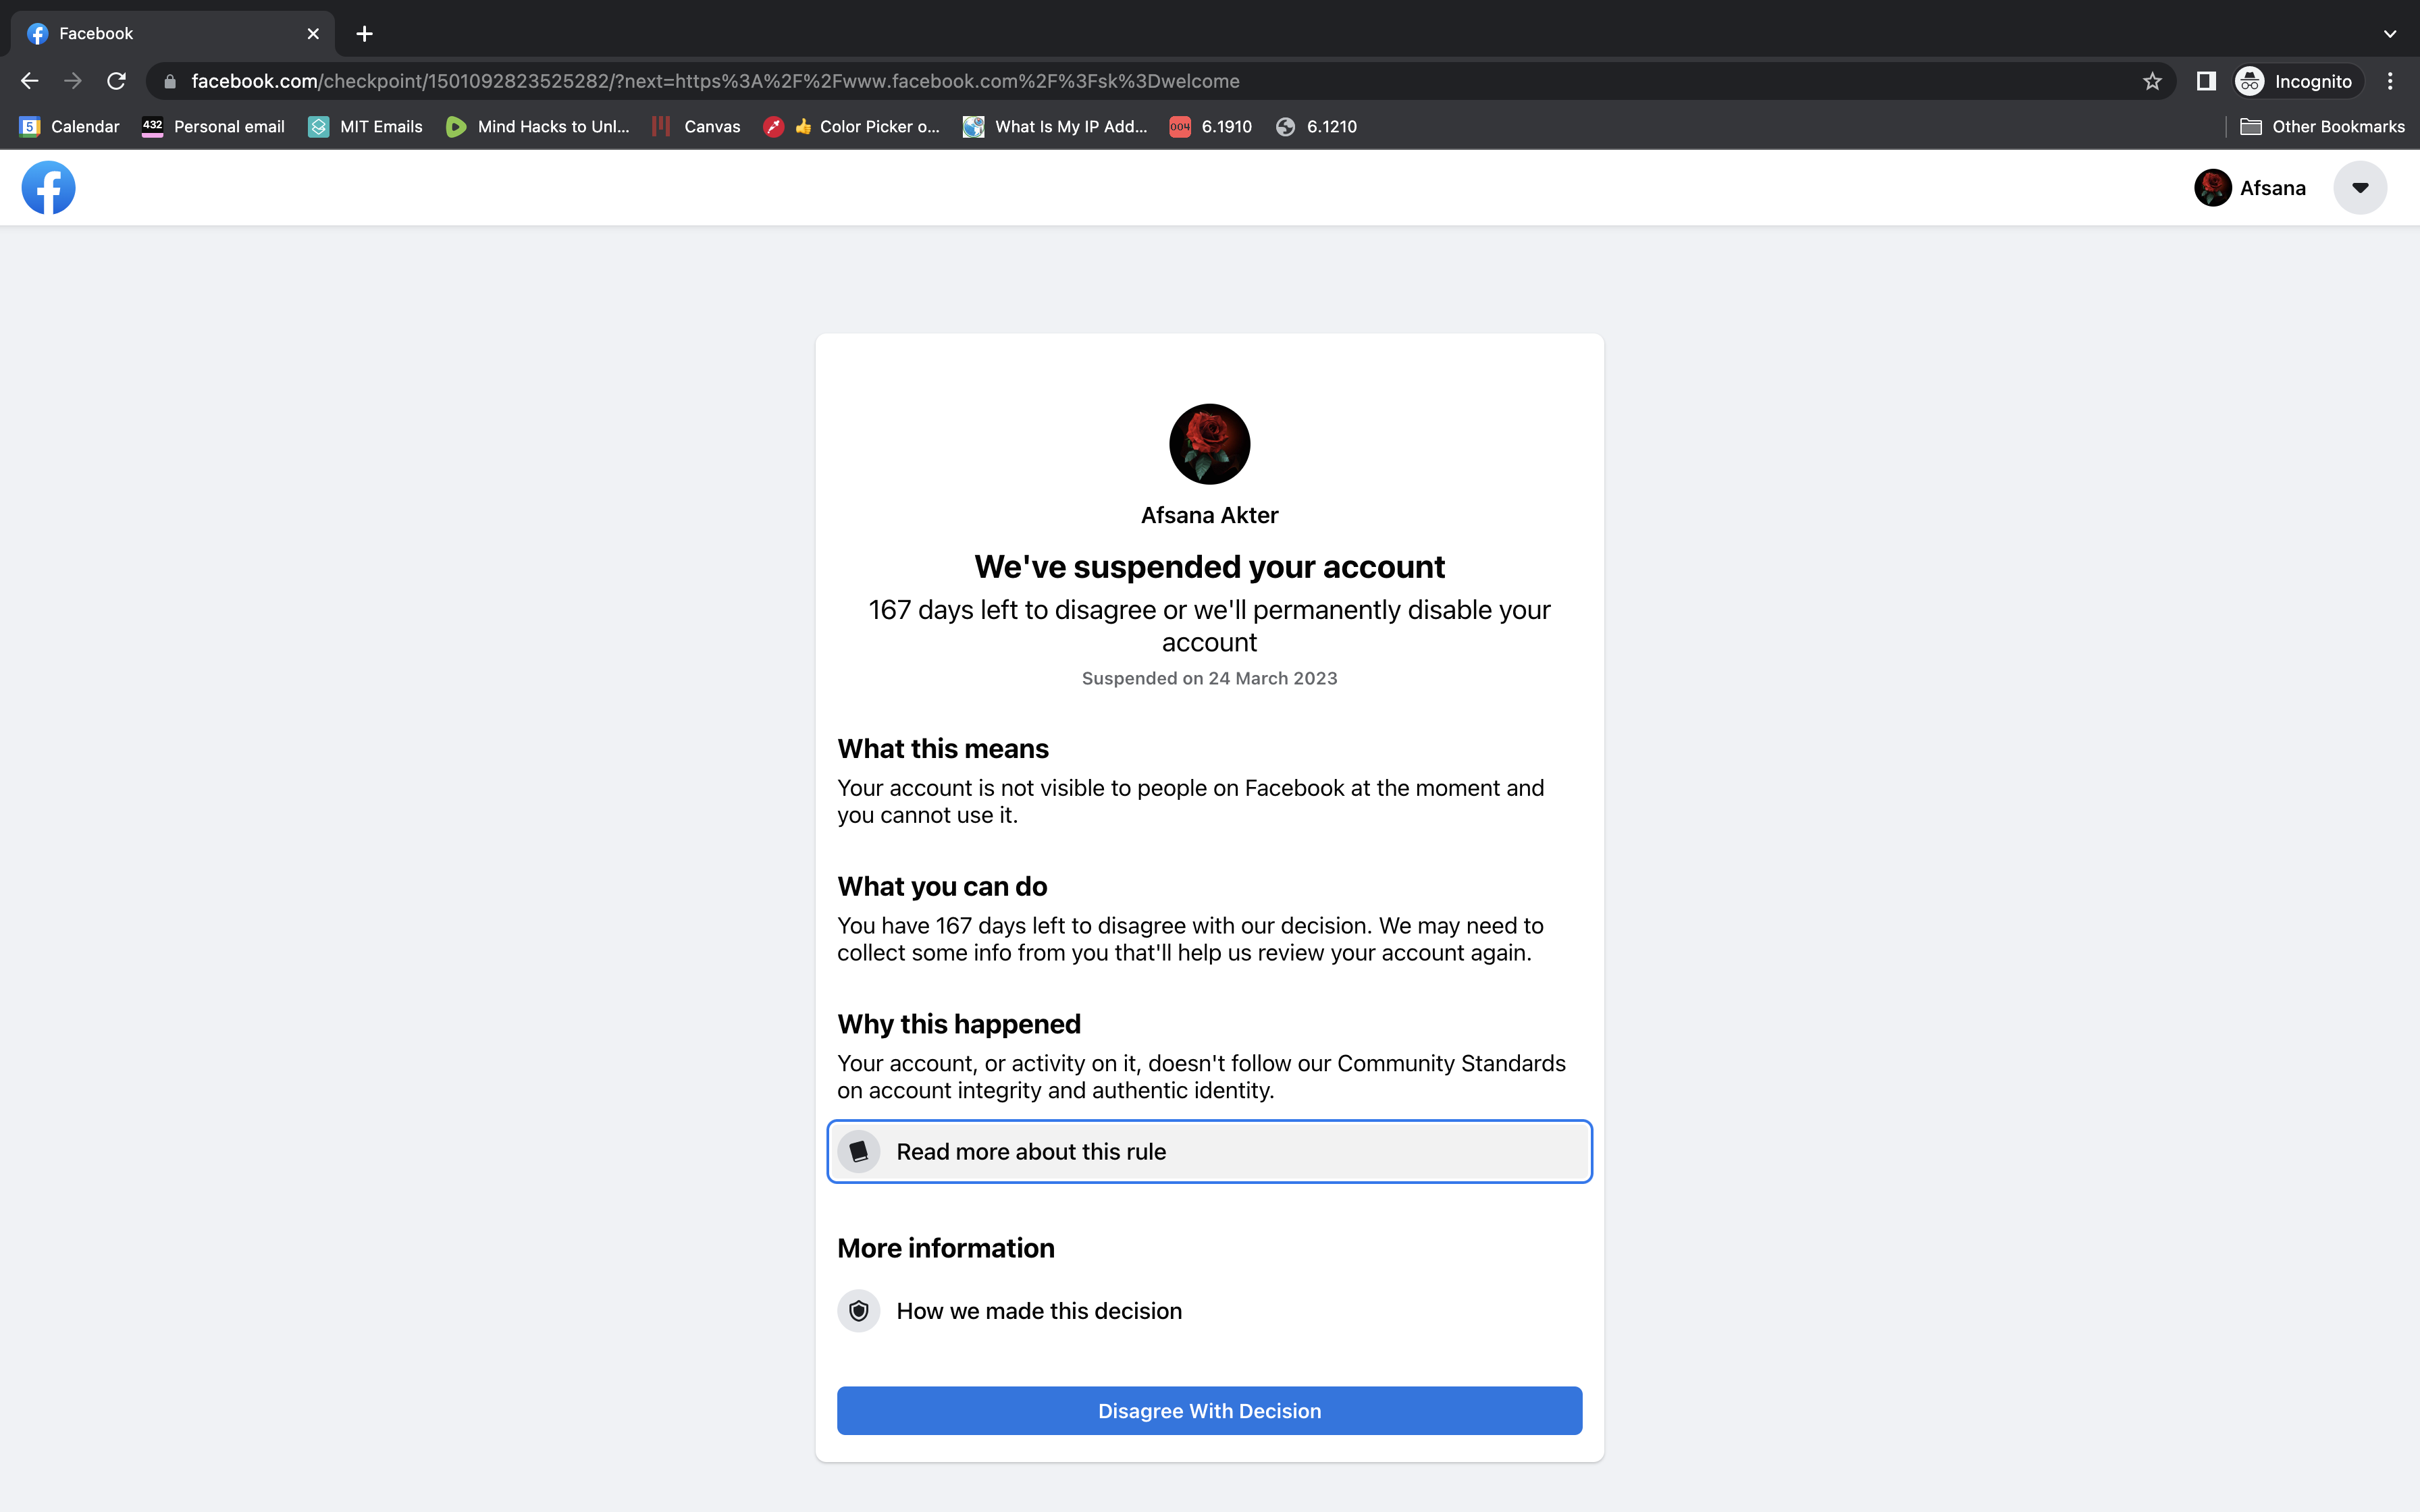 Facebook
facebook.com/checkpoint/1501092823525282/?next=https%3A%2F%2Fwww.facebook.com%2F%3Fsk%3Dwelcome
Incognito
5 Calendar 432 Personal email MIT Emails Mind Hacks to Unl... Canvas 👍 Color Picker o... What Is My IP Add... 004 6.1910 6.1210 Other Bookmarks
Afsana
Afsana Akter
We've suspended your account
167 days left to disagree or we'll permanently disable your
account
Suspended on 24 March 2023
What this means
Your account is not visible to people on Facebook at the moment and
you cannot use it.
What you can do
You have 167 days left to disagree with our decision. We may need to
collect some info from you that'll help us review your account again.
Why this happened
Your account, or activity on it, doesn't follow our Community Standards
on account integrity and authentic identity.
Read more about this rule
More information
How we made this decision
Disagree With Decision